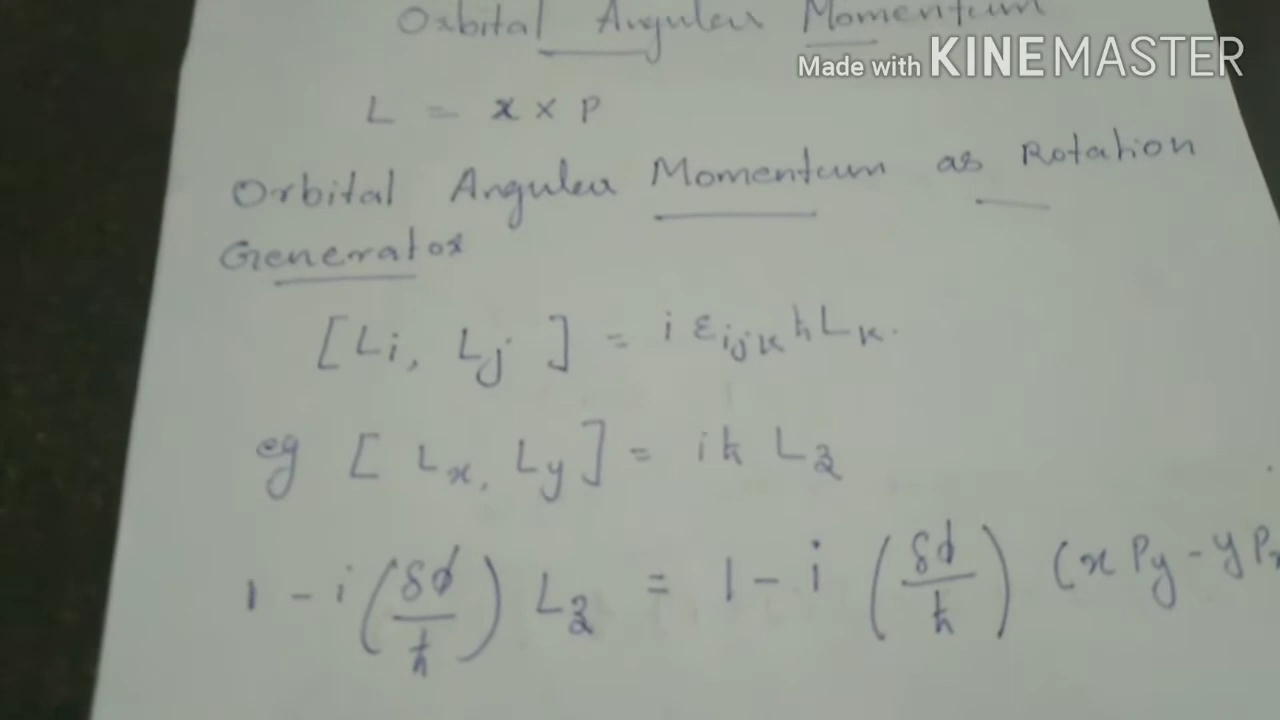 Orbital Angular Momentum
Made with KINEMASTER
L = x × P
Orbital Angular Momentum as Rotation
Generator
[Li, Lj] = i εijk ħ Lk.
eg [Lx, Ly] = iħ Lz
1 - i (δϕ/ħ) Lz = 1 - i (δϕ/ħ) (x Py - y Px